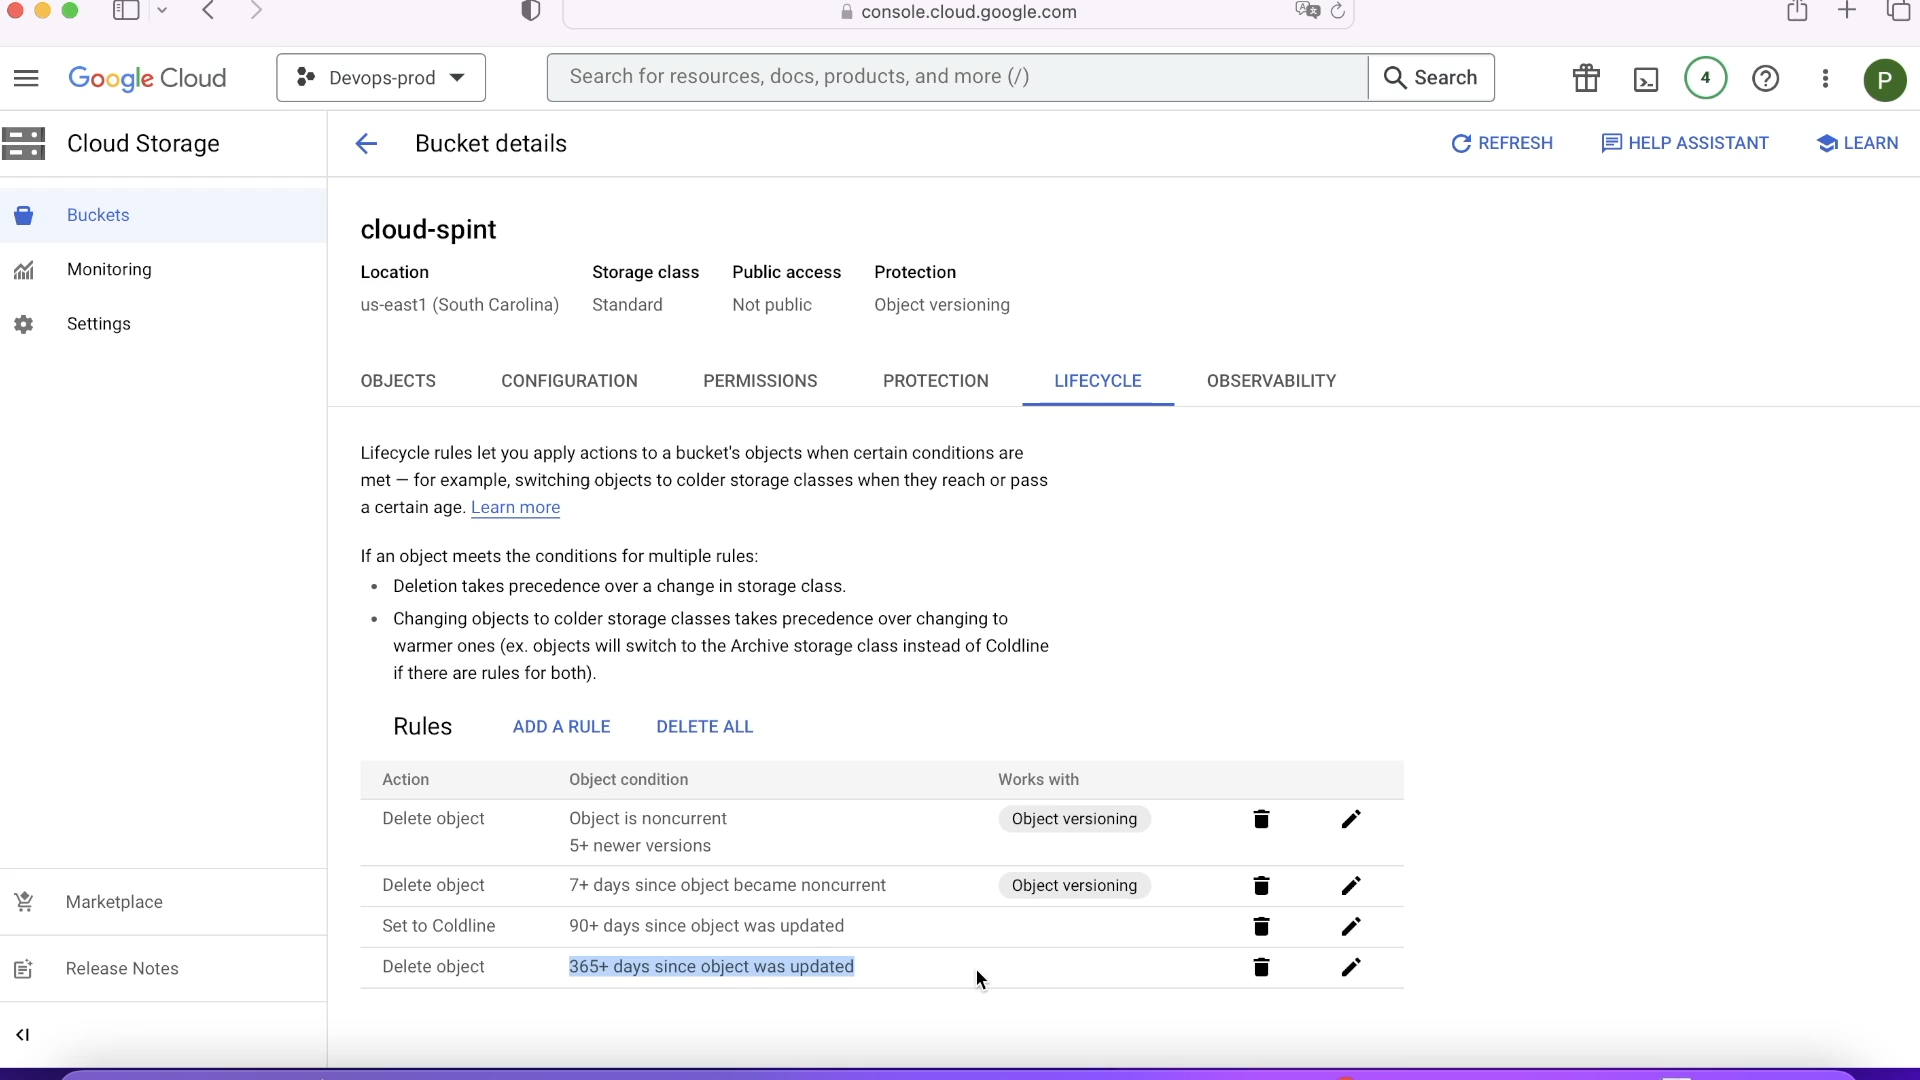 console.cloud.google.com
Google Cloud
Devops-prod
Search for resources, docs, products, and more (/)
Search
4
P
Cloud Storage
Bucket details
REFRESH
HELP ASSISTANT
LEARN
Buckets
Monitoring
Settings
cloud-spint
Location Storage class Public access Protection
us-east1 (South Carolina) Standard Not public Object versioning
OBJECTS CONFIGURATION PERMISSIONS PROTECTION LIFECYCLE OBSERVABILITY
Lifecycle rules let you apply actions to a bucket's objects when certain conditions are
met — for example, switching objects to colder storage classes when they reach or pass
a certain age. Learn more
If an object meets the conditions for multiple rules:
• Deletion takes precedence over a change in storage class.
• Changing objects to colder storage classes takes precedence over changing to
warmer ones (ex. objects will switch to the Archive storage class instead of Coldline
if there are rules for both).
Rules ADD A RULE DELETE ALL
Action Object condition Works with
Delete object Object is noncurrent Object versioning
5+ newer versions
Delete object 7+ days since object became noncurrent Object versioning
Set to Coldline 90+ days since object was updated
Delete object 365+ days since object was updated
Marketplace
Release Notes